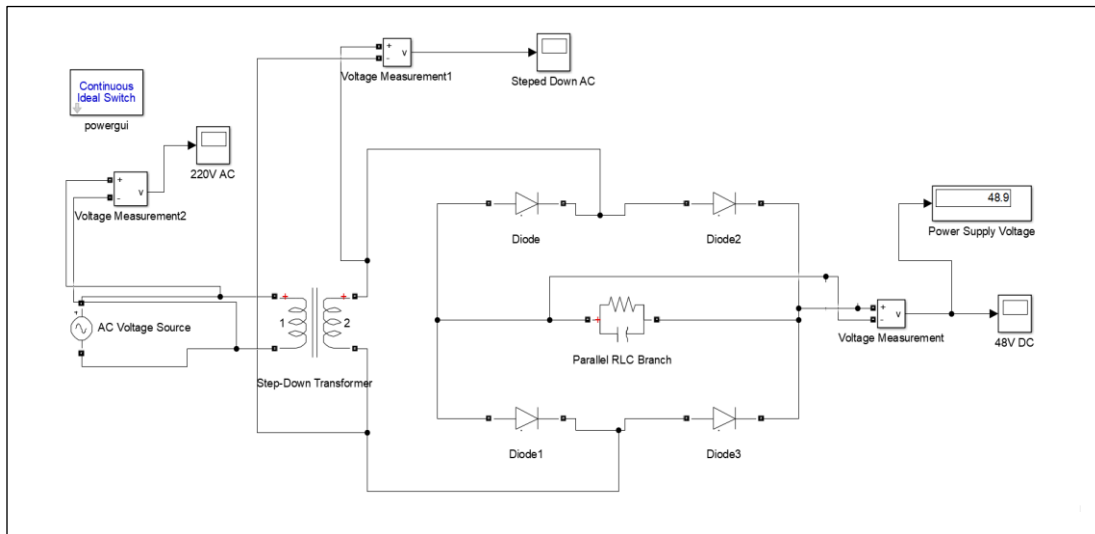 +
-
v
Voltage Measurement1
Steped Down AC
Continuous
Ideal Switch
powergui
220V AC
+
-
v
Voltage Measurement2
48.9
Power Supply Voltage
Diode
Diode2
+
AC Voltage Source
+
1
+
2
Step-Down Transformer
+
Parallel RLC Branch
+
-
v
Voltage Measurement
48V DC
Diode1
Diode3